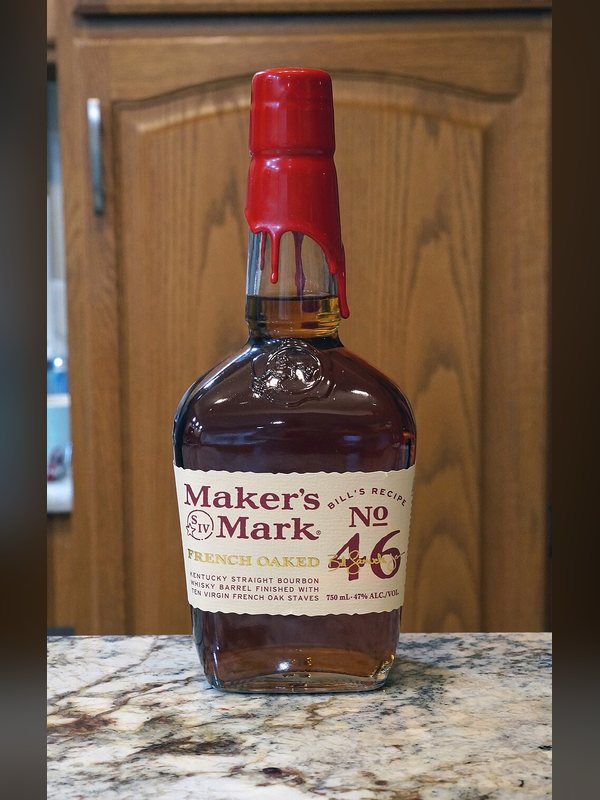 Maker's
SIV Mark®
FRENCH OAKED
KENTUCKY STRAIGHT BOURBON
WHISKY BARREL FINISHED WITH
TEN VIRGIN FRENCH OAK STAVES
BILL'S RECIPE
No
46
750 mL · 47% ALC./VOL